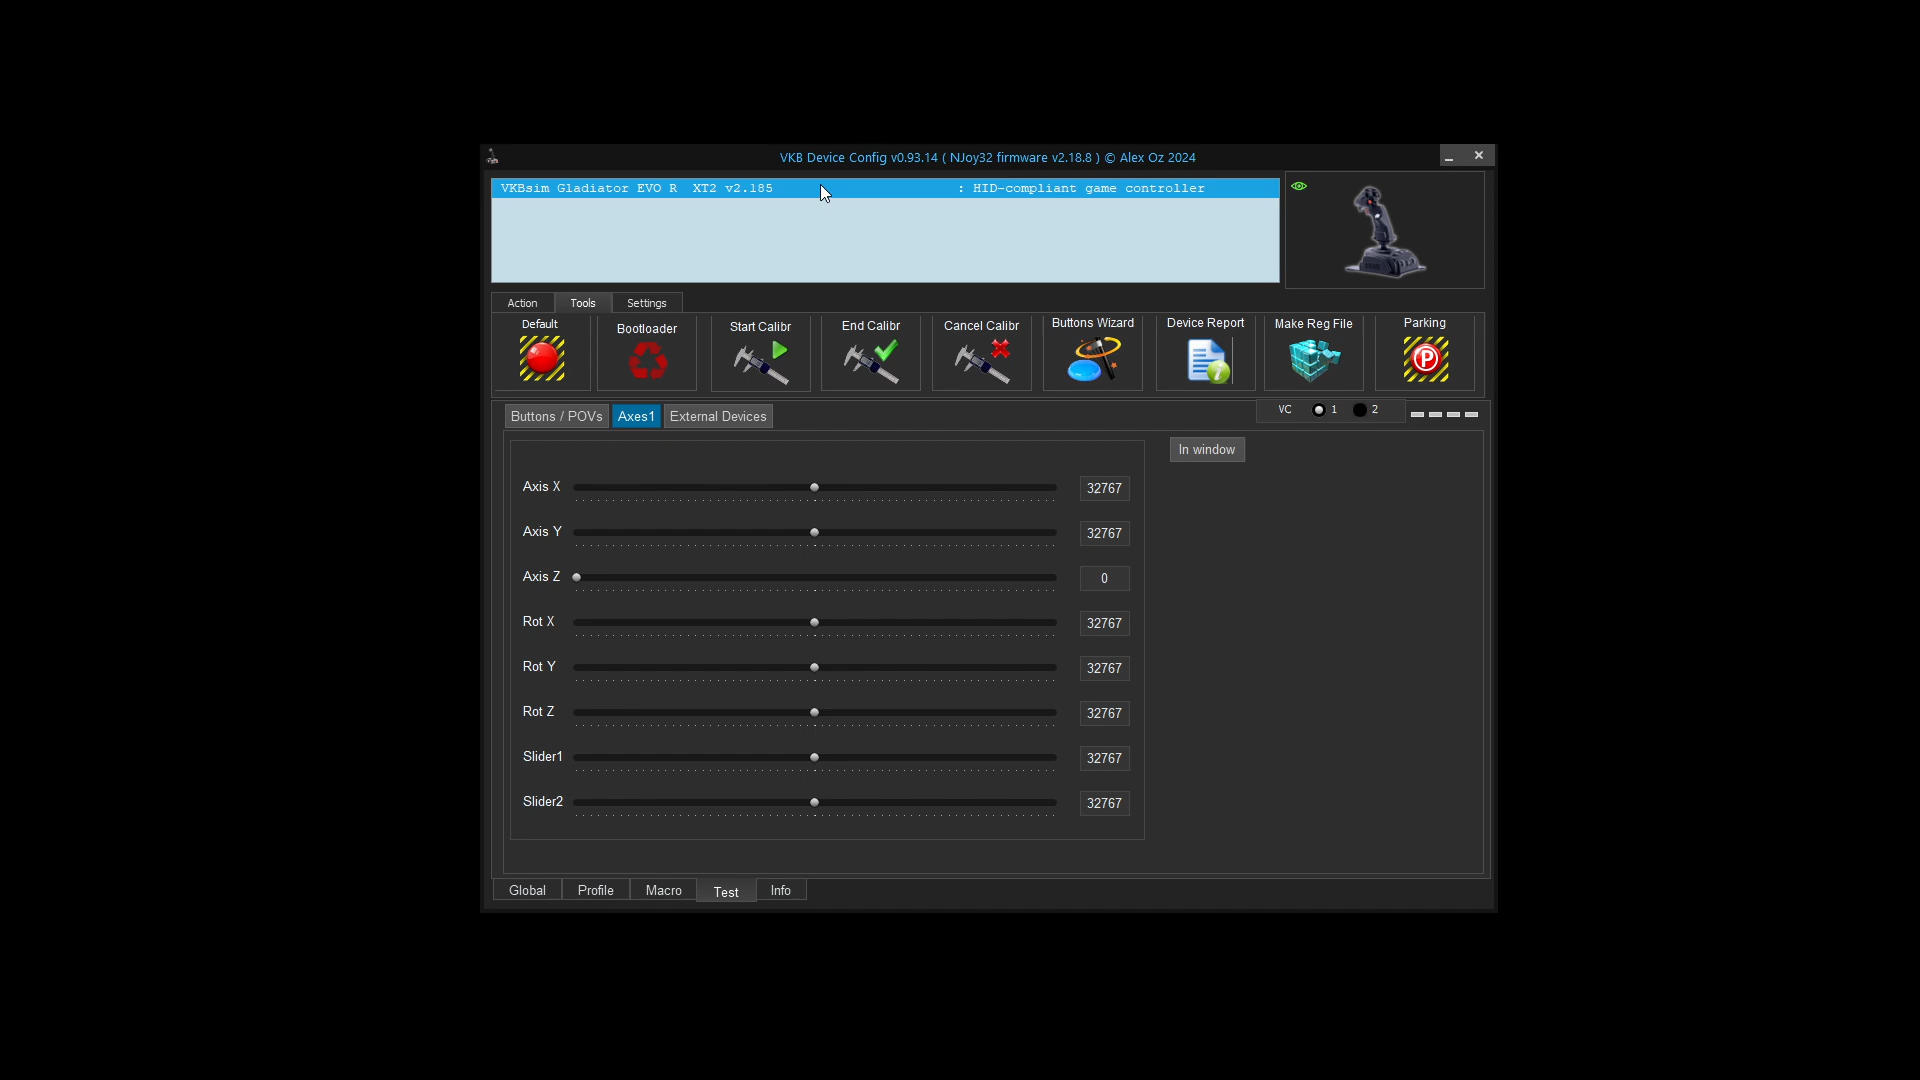 VKB Device Config v0.93.14 ( NJoy32 firmware v2.18.8 ) © Alex Oz 2024
VKBsim Gladiator EVO R XT2 v2.185 : HID-compliant game controller
Action Tools Settings
Default Bootloader Start Calibr End Calibr Cancel Calibr Buttons Wizard Device Report Make Reg File Parking
P
Buttons / POVs Axes1 External Devices VC 1 2
In window
Axis X 32767
Axis Y 32767
Axis Z 0
Rot X 32767
Rot Y 32767
Rot Z 32767
Slider1 32767
Slider2 32767
Global Profile Macro Test Info